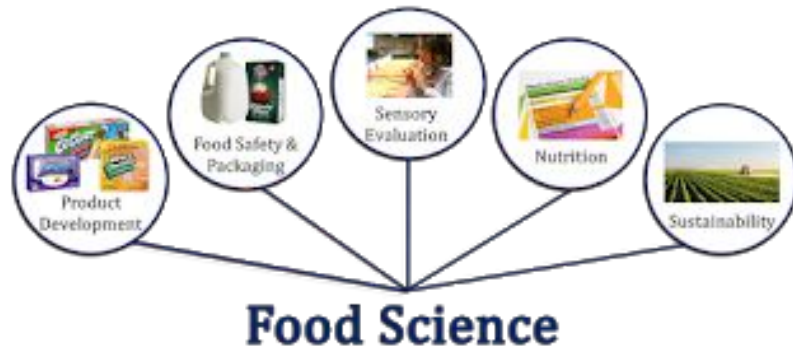 Product
Development
Food Safety &
Packaging
Sensory
Evaluation
Nutrition
Sustainability
Food Science